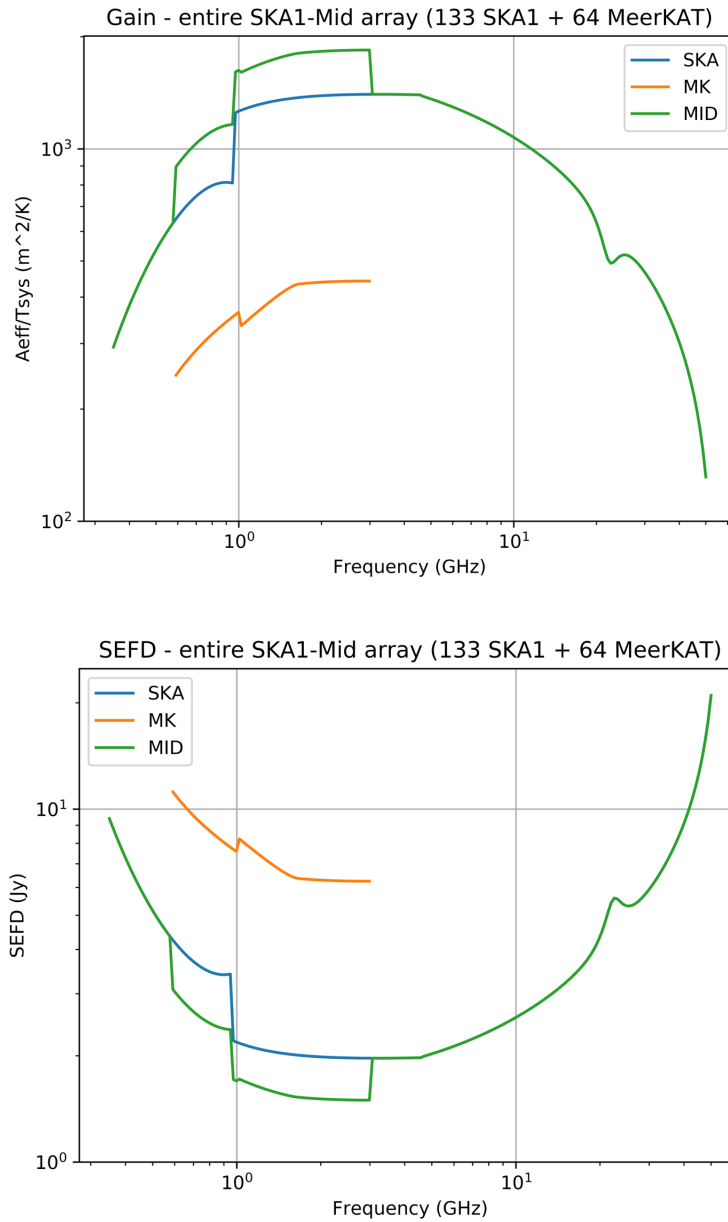 Gain - entire SKA1-Mid array (133 SKA1 + 64 MeerKAT)
SKA
MK
MID
10^3
10^2
Aeff/Tsys (m^2/K)
10^0
10^1
Frequency (GHz)
SEFD - entire SKA1-Mid array (133 SKA1 + 64 MeerKAT)
SKA
MK
MID
10^1
10^0
SEFD (Jy)
10^0
10^1
Frequency (GHz)